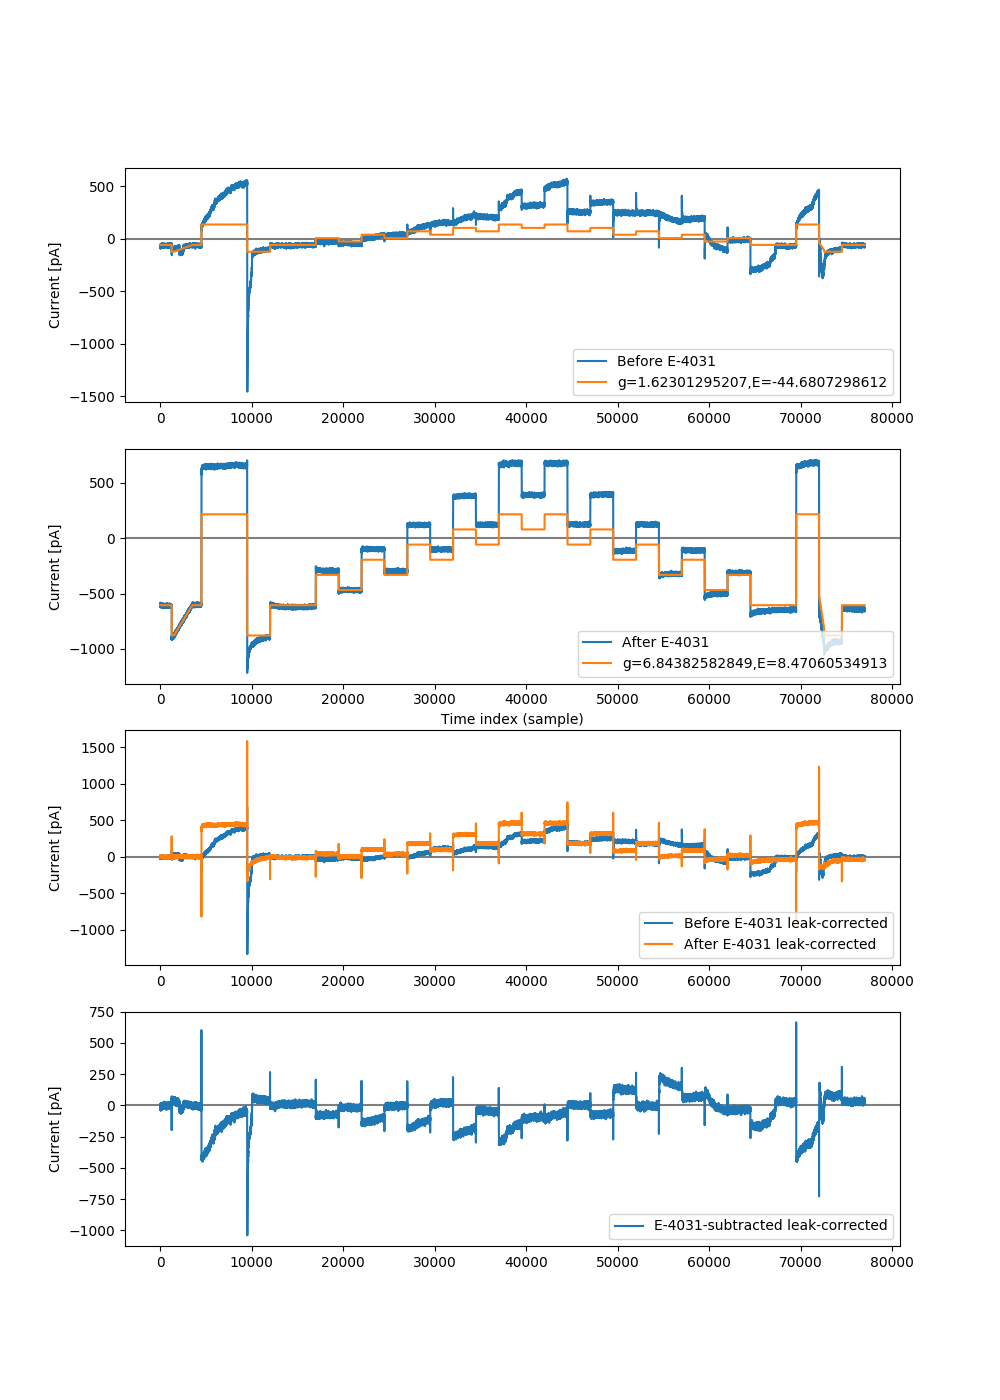 500
0
−500
−1000
−1500
Current [pA]
Before E-4031
g=1.62301295207,E=-44.6807298612
0 10000 20000 30000 40000 50000 60000 70000 80000
500
0
−500
−1000
Current [pA]
After E-4031
g=6.84382582849,E=8.47060534913
0 10000 20000 30000 40000 50000 60000 70000 80000
Time index (sample)
1500
1000
500
0
−500
−1000
Current [pA]
Before E-4031 leak-corrected
After E-4031 leak-corrected
0 10000 20000 30000 40000 50000 60000 70000 80000
750
500
250
0
−250
−500
−750
−1000
Current [pA]
E-4031-subtracted leak-corrected
0 10000 20000 30000 40000 50000 60000 70000 80000